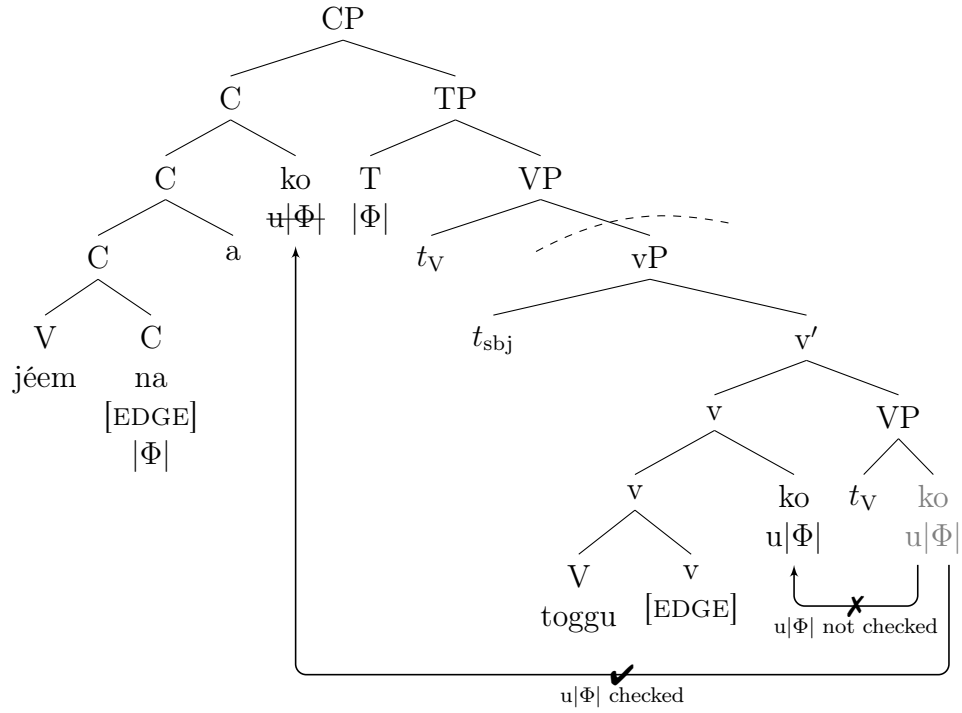 CP
C TP
C ko T VP
u|Φ| |Φ|
C a t_V vP
V C t_sbj v′
jéem na
[EDGE] v VP
|Φ|
v ko t_V ko
u|Φ| u|Φ|
V v
toggu [EDGE]
✗
u|Φ| not checked
✔
u|Φ| checked